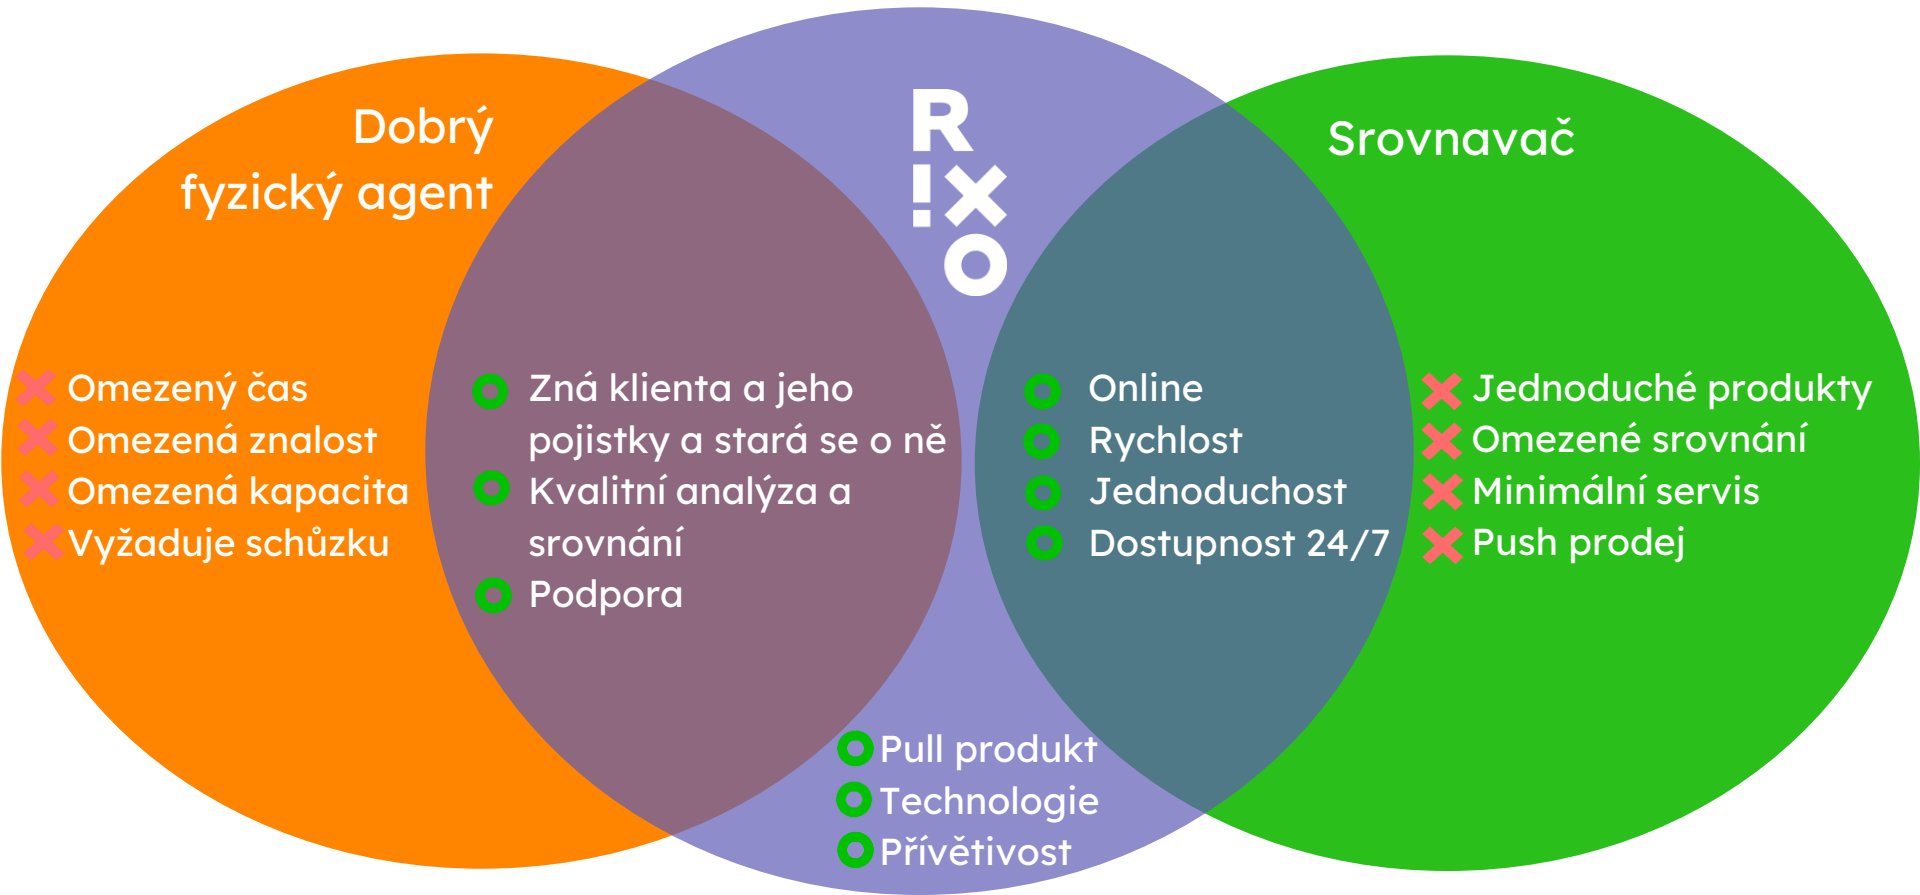 Dobrý
fyzický agent
R
!X
O
Srovnavač
Omezený čas
Omezená znalost
Omezená kapacita
Vyžaduje schůzku
Zná klienta a jeho
pojistky a stará se o ně
Kvalitní analýza a
srovnání
Podpora
Online
Rychlost
Jednoduchost
Dostupnost 24/7
Jednoduché produkty
Omezené srovnání
Minimální servis
Push prodej
Pull produkt
Technologie
Přívětivost